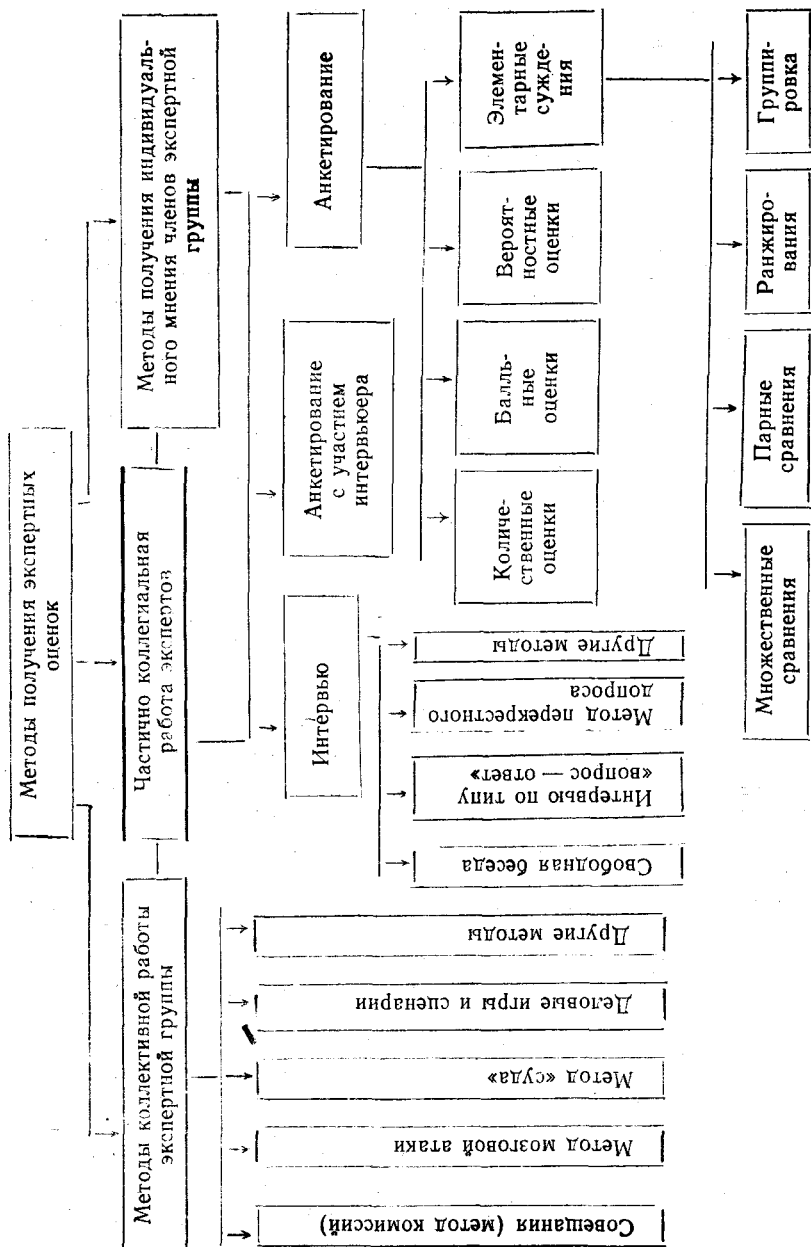 Методы получения экспертных
оценок
Методы коллективной работы
экспертной группы
Частично коллегиальная
работа экспертов
Методы получения индивидуаль-
ного мнения членов экспертной
группы
Интервью
Анкетирование
с участием
интервьюера
Анкетирование
Совещания (метод комиссий)
Метод мозговой атаки
Метод «суда»
Деловые игры и сценарии
Другие методы
Свободная беседа
Интервью по типу
«вопрос — ответ»
Метод перекрестного
допроса
Другие методы
Количе-
ственные
оценки
Балль-
ные
оценки
Вероят-
ностные
оценки
Элемен-
тарные
сужде-
ния
Множественные
сравнения
Парные
сравнения
Ранжиро-
вания
Группи-
ровка